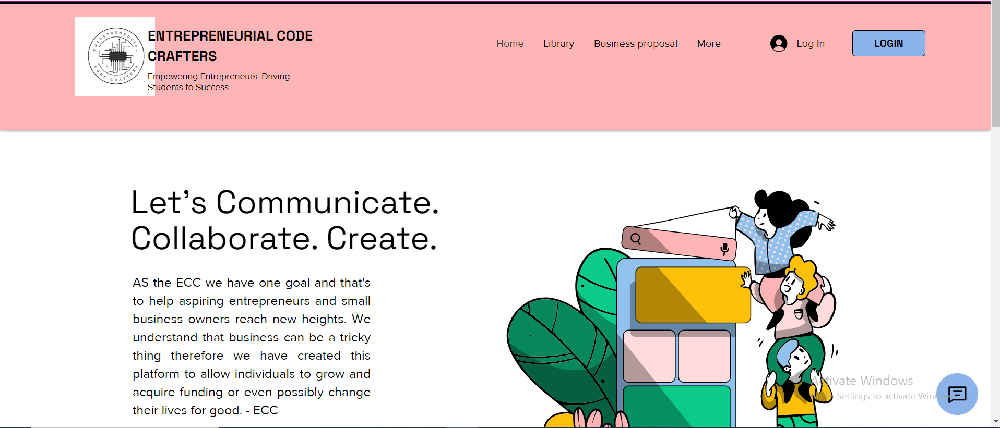 ENTREPRENEURIAL
CODE CRAFTERS
ENTREPRENEURIAL CODE
CRAFTERS
Empowering Entrepreneurs. Driving
Students to Success.
Home Library Business proposal More Log In LOGIN
Let's Communicate.
Collaborate. Create.
AS the ECC we have one goal and that's
to help aspiring entrepreneurs and small
business owners reach new heights. We
understand that business can be a tricky
thing therefore we have created this
platform to allow individuals to grow and
acquire funding or even possibly change
their lives for good. - ECC
Activate Windows
Go to Settings to activate Windows.